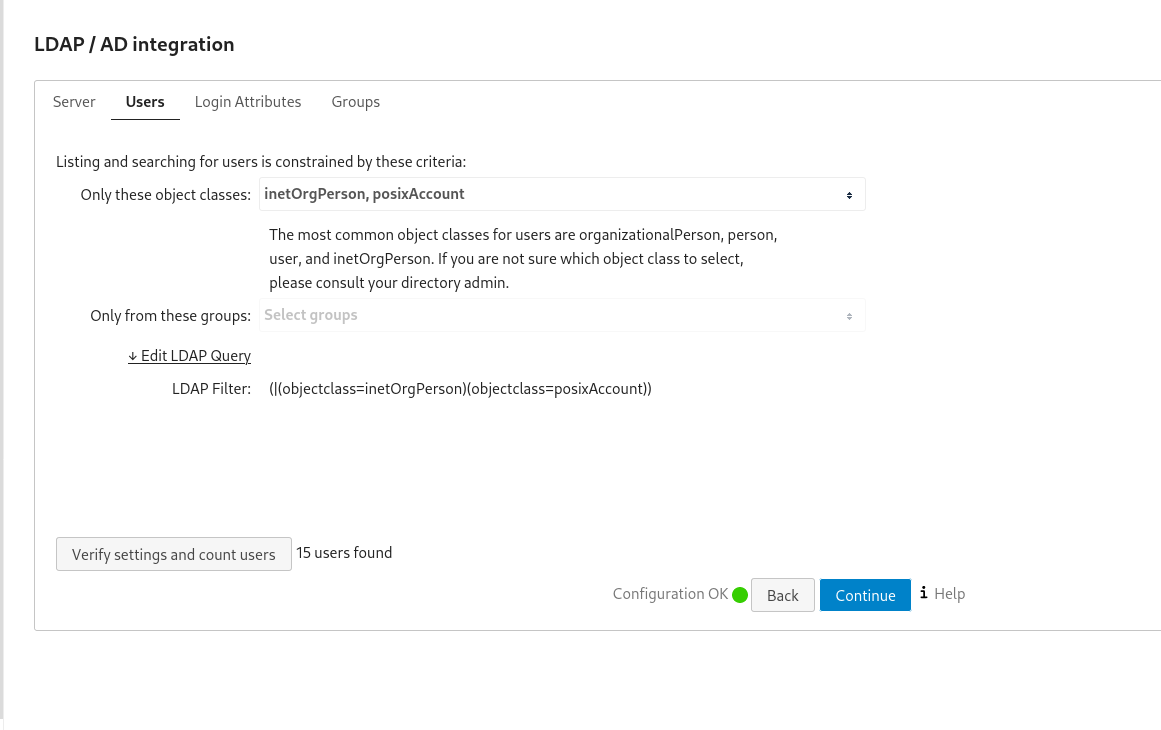 LDAP / AD integration
Server Users Login Attributes Groups
Listing and searching for users is constrained by these criteria:
Only these object classes: inetOrgPerson, posixAccount
The most common object classes for users are organizationalPerson, person,
user, and inetOrgPerson. If you are not sure which object class to select,
please consult your directory admin.
Only from these groups: Select groups
↓ Edit LDAP Query
LDAP Filter: (|(objectclass=inetOrgPerson)(objectclass=posixAccount))
Verify settings and count users 15 users found
Configuration OK Back Continue i Help